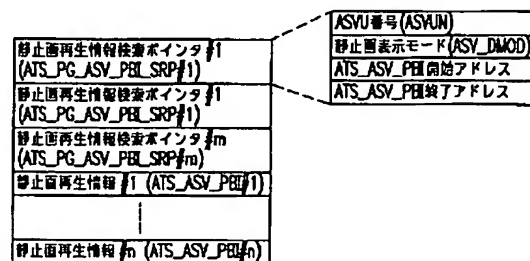 静止画再生情報検索ポインタ#1
(ATS_PG_ASV_PBI_SRP#1)
静止画再生情報検索ポインタ#1
(ATS_PG_ASV_PBI_SRP#1)
静止画再生情報検索ポインタ#m
(ATS_PG_ASV_PBI_SRP#m)
静止画再生情報#1 (ATS_ASV_PBI#1)
静止画再生情報#n (ATS_ASV_PBI#n)
ASVU番号(ASVUN)
静止画表示モード(ASV_DMOD)
ATS_ASV_PBI開始アドレス
ATS_ASV_PBI終了アドレス